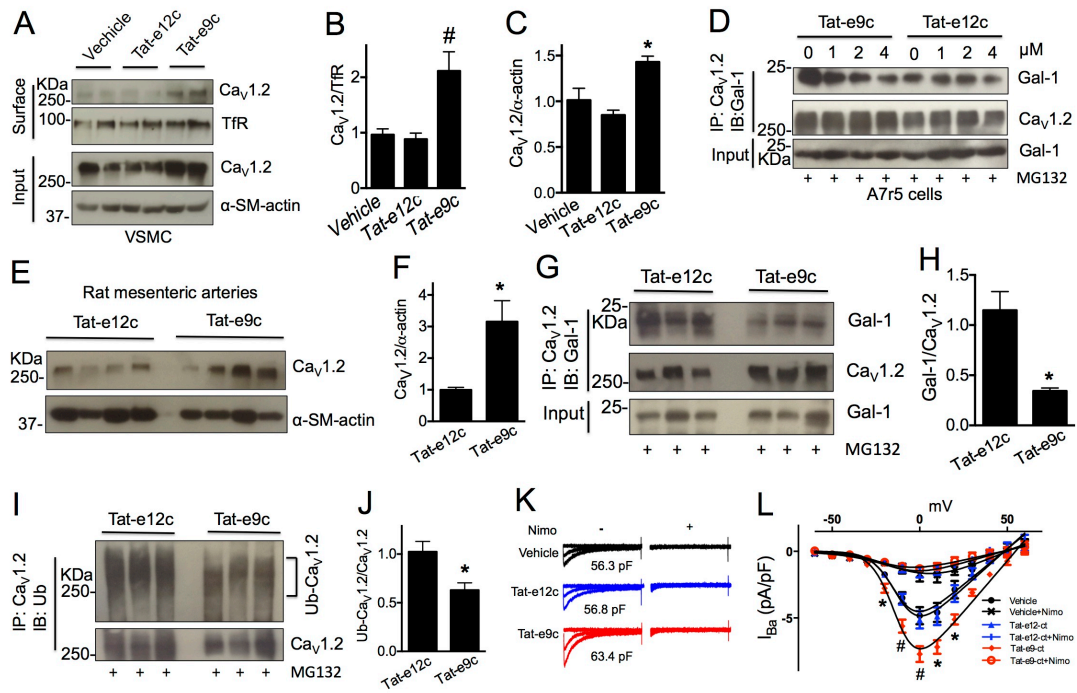 A
Vechicle
Tat-e12c
Tat-e9c
KDa
250-
100-
250-
37-
Surface
Input
CaV1.2
TfR
CaV1.2
α-SM-actin
VSMC
B
CaV1.2/TfR
2
1
0
#
Vehicle
Tat-e12c
Tat-e9c
C
CaV1.2/α-actin
1.5
1.0
0.5
0.0
*
Vehicle
Tat-e12c
Tat-e9c
D
Tat-e9c Tat-e12c
0 1 2 4 0 1 2 4 μM
25-
250-
25-
KDa
IP: CaV1.2
IB:Gal-1
Input
Gal-1
CaV1.2
Gal-1
+ + + + + + + + MG132
A7r5 cells
E
Rat mesenteric arteries
Tat-e12c Tat-e9c
KDa
250-
37-
CaV1.2
α-SM-actin
F
CaV1.2/α-actin
4
3
2
1
0
*
Tat-e12c
Tat-e9c
G
Tat-e12c Tat-e9c
25-
KDa
250-
25-
IP: CaV1.2
IB: Gal-1
Input
Gal-1
CaV1.2
Gal-1
+ + + + + + MG132
H
Gal-1/CaV1.2
1.5
1.0
0.5
0.0
*
Tat-e12c
Tat-e9c
I
Tat-e12c Tat-e9c
KDa
250-
250-
IP: CaV1.2
IB: Ub
Ub-CaV1.2
CaV1.2
+ + + + + + MG132
J
Ub-CaV1.2/CaV1.2
1.0
0.5
0.0
*
Tat-e12c
Tat-e9c
K
Nimo - +
Vehicle
56.3 pF
Tat-e12c
56.8 pF
Tat-e9c
63.4 pF
L
mV
-50 0 50
0
-5
IBa (pA/pF)
*
#
#
*
*
Vehicle
Vehicle+Nimo
Tat-e12-ct
Tat-e12-ct+Nimo
Tat-e9-ct
Tat-e9-ct+Nimo